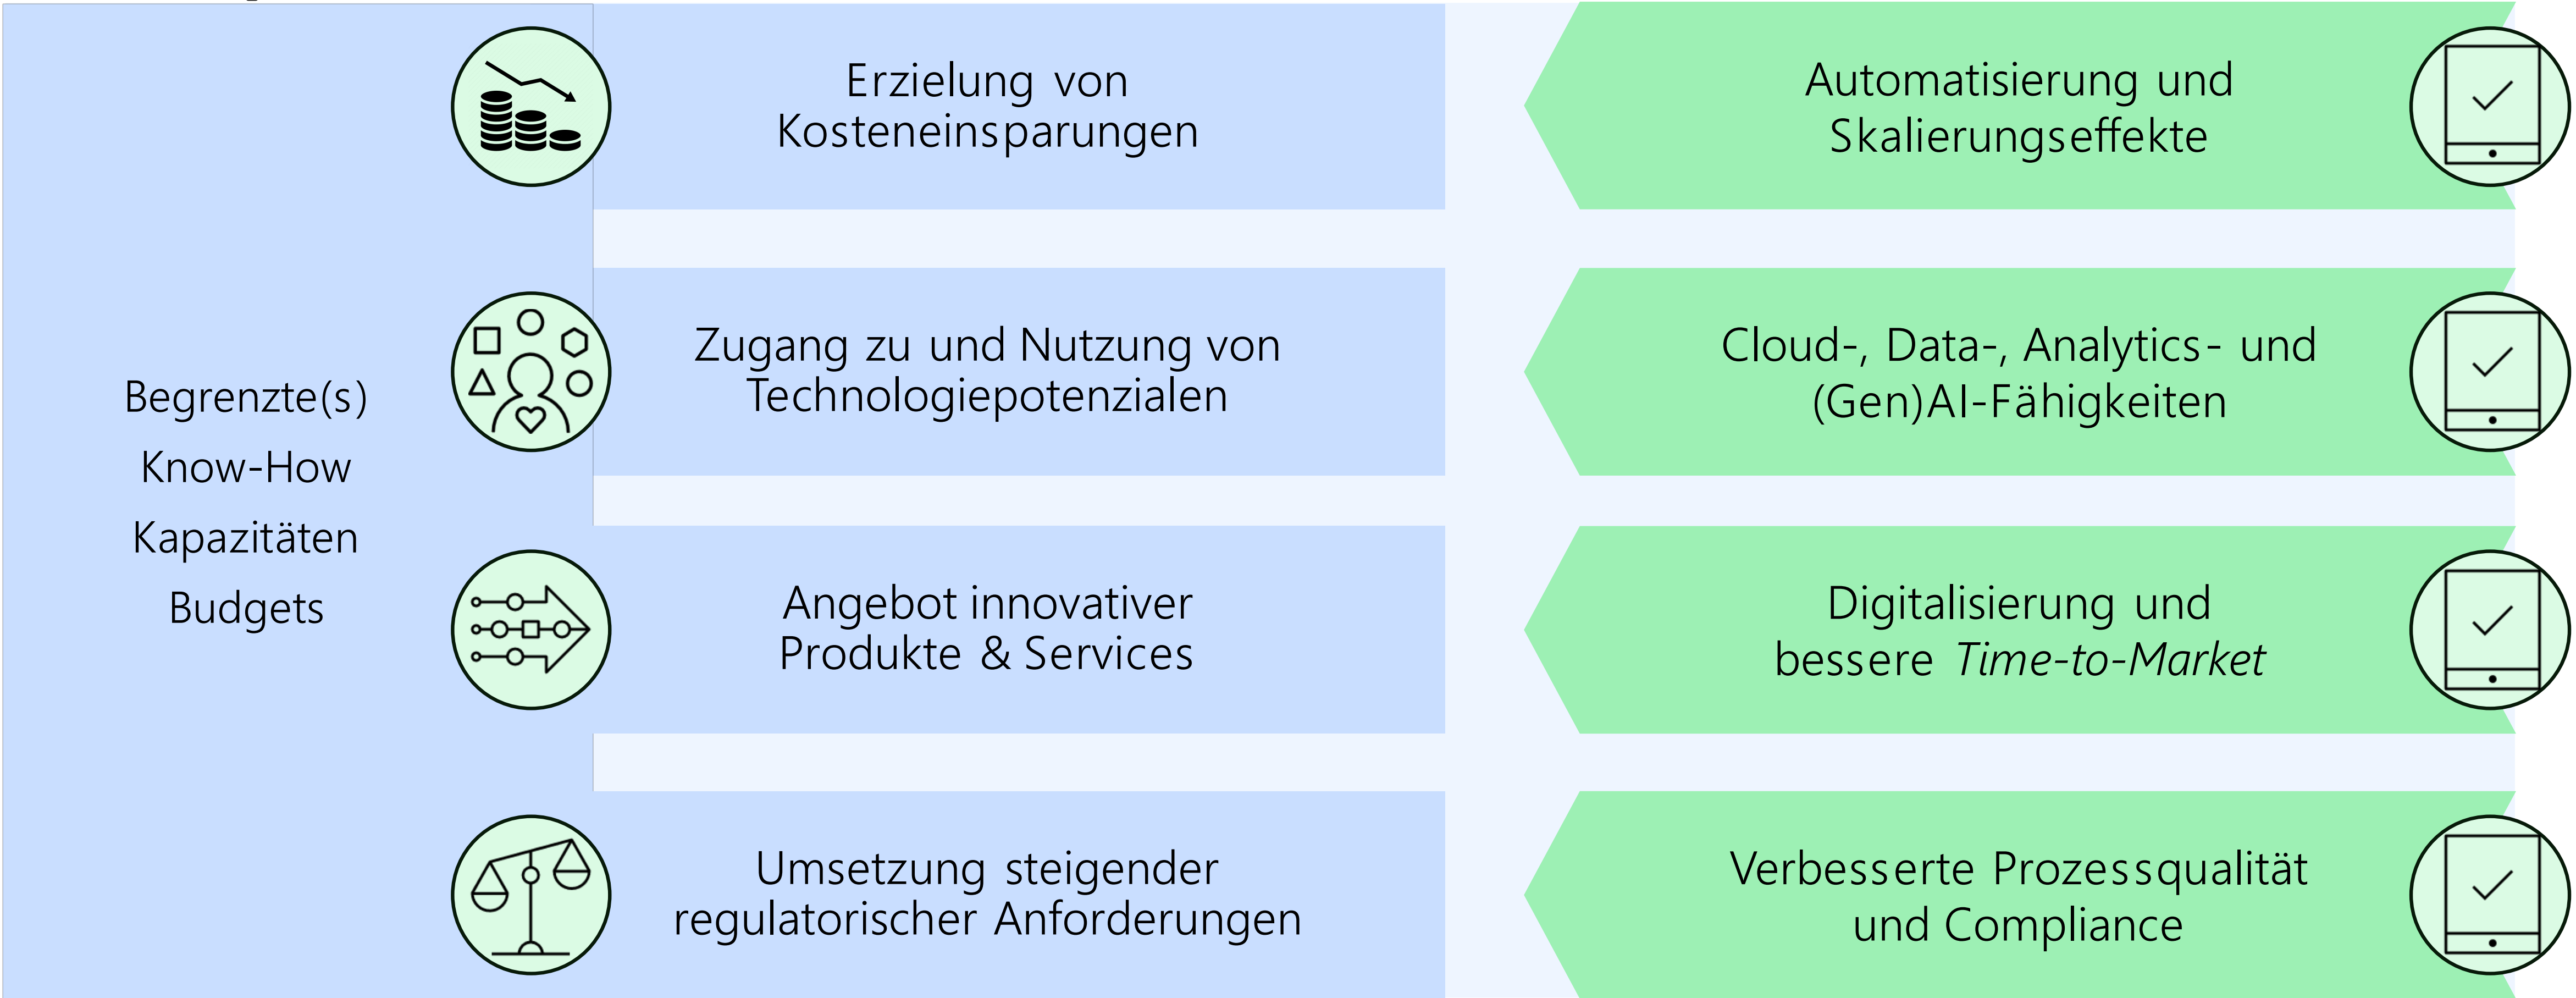 Begrenzte(s)
Know-How
Kapazitäten
Budgets
Erzielung von
Kosteneinsparungen
Automatisierung und
Skalierungseffekte
Zugang zu und Nutzung von
Technologiepotenzialen
Cloud-, Data-, Analytics- und
(Gen)AI-Fähigkeiten
Angebot innovativer
Produkte & Services
Digitalisierung und
bessere Time-to-Market
Umsetzung steigender
regulatorischer Anforderungen
Verbesserte Prozessqualität
und Compliance